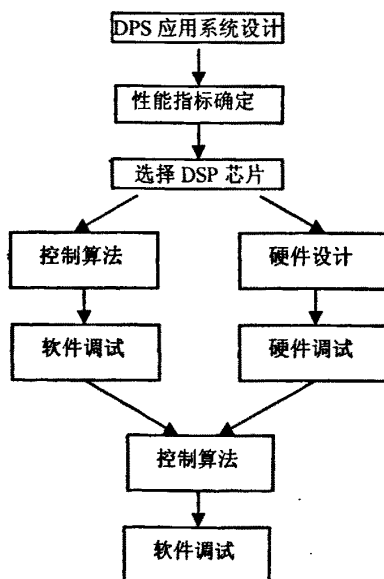 DPS 应用系统设计
性能指标确定
选择 DSP 芯片
控制算法
硬件设计
软件调试
硬件调试
控制算法
软件调试